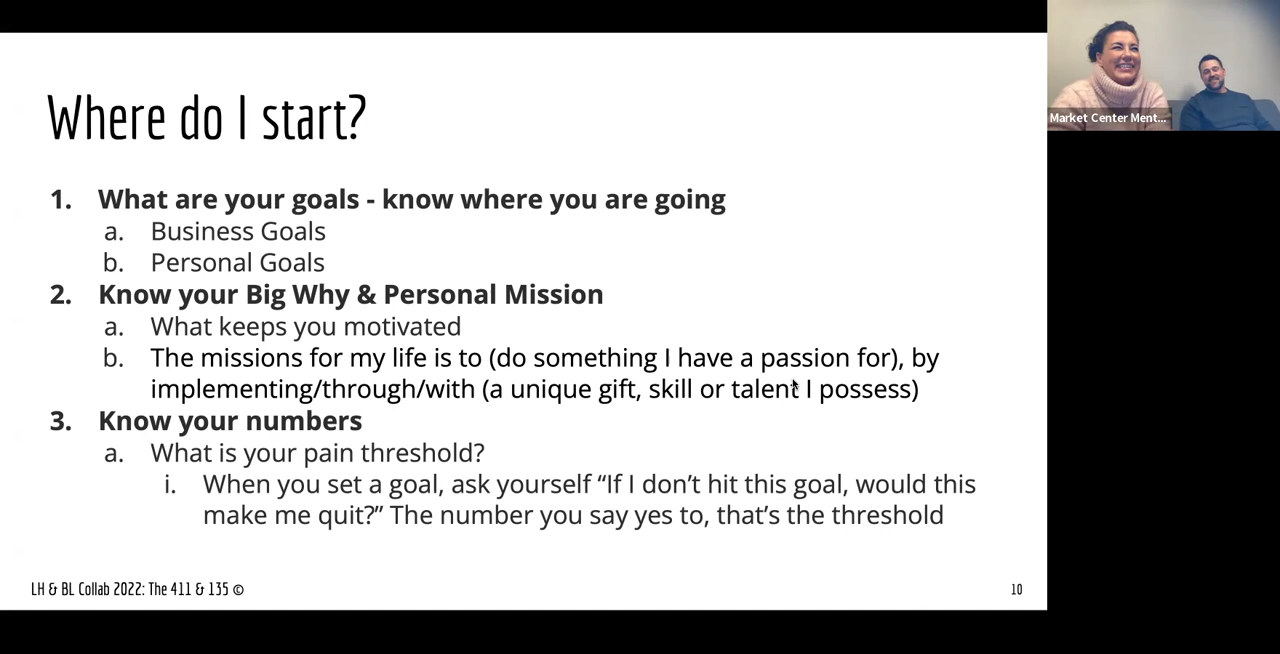 Where do I start?
1. What are your goals - know where you are going
a. Business Goals
b. Personal Goals
2. Know your Big Why & Personal Mission
a. What keeps you motivated
b. The missions for my life is to (do something I have a passion for), by
implementing/through/with (a unique gift, skill or talent I possess)
3. Know your numbers
a. What is your pain threshold?
i. When you set a goal, ask yourself “If I don’t hit this goal, would this
make me quit?” The number you say yes to, that’s the threshold
LH & BL Collab 2022: The 411 & 135 ©
10
Market Center Ment...